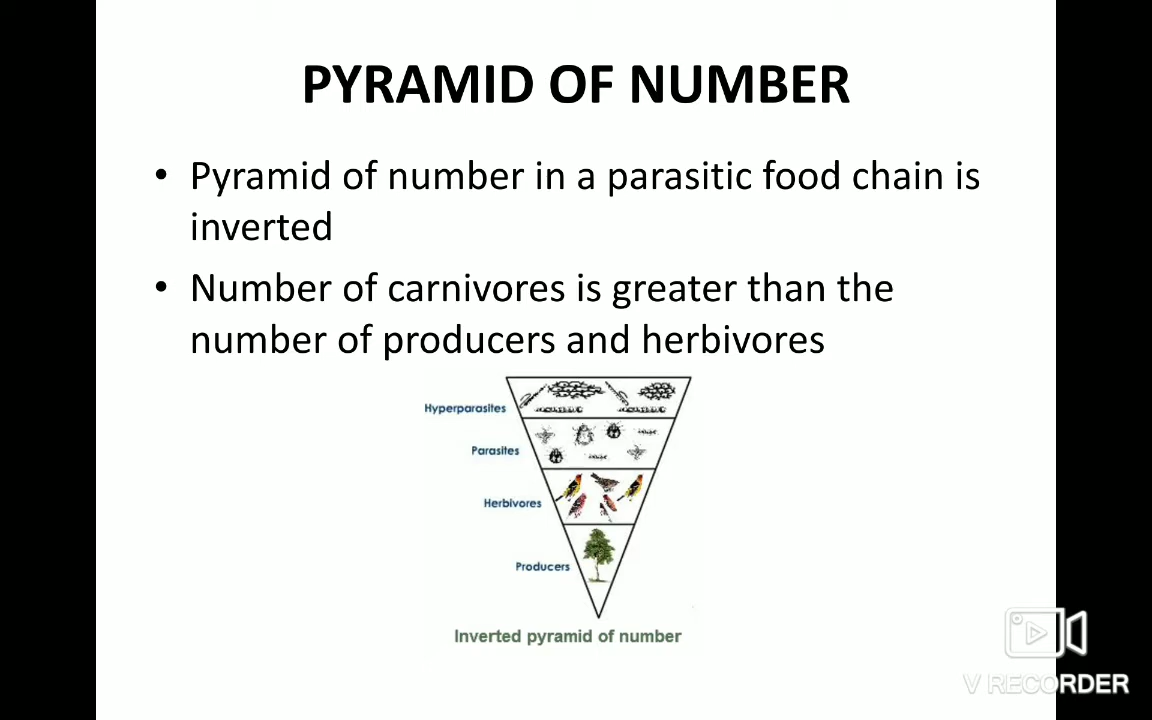 PYRAMID OF NUMBER
• Pyramid of number in a parasitic food chain is
inverted
• Number of carnivores is greater than the
number of producers and herbivores
Hyperparasites
Parasites
Herbivores
Producers
Inverted pyramid of number
V RECORDER